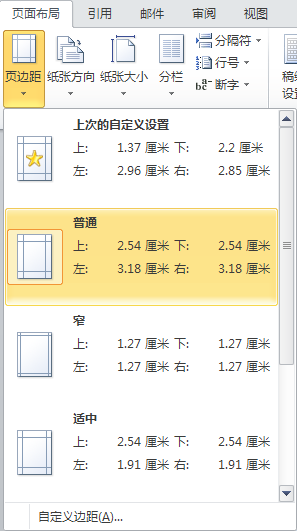 页面布局 引用 邮件 审阅 视图
页边距 纸张方向 纸张大小 分栏 分隔符
行号
断字
上次的自定义设置
上: 1.37 厘米 下: 2.2 厘米
左: 2.96 厘米 右: 2.85 厘米
普通
上: 2.54 厘米 下: 2.54 厘米
左: 3.18 厘米 右: 3.18 厘米
窄
上: 1.27 厘米 下: 1.27 厘米
左: 1.27 厘米 右: 1.27 厘米
适中
上: 2.54 厘米 下: 2.54 厘米
左: 1.91 厘米 右: 1.91 厘米
自定义边距(A)...